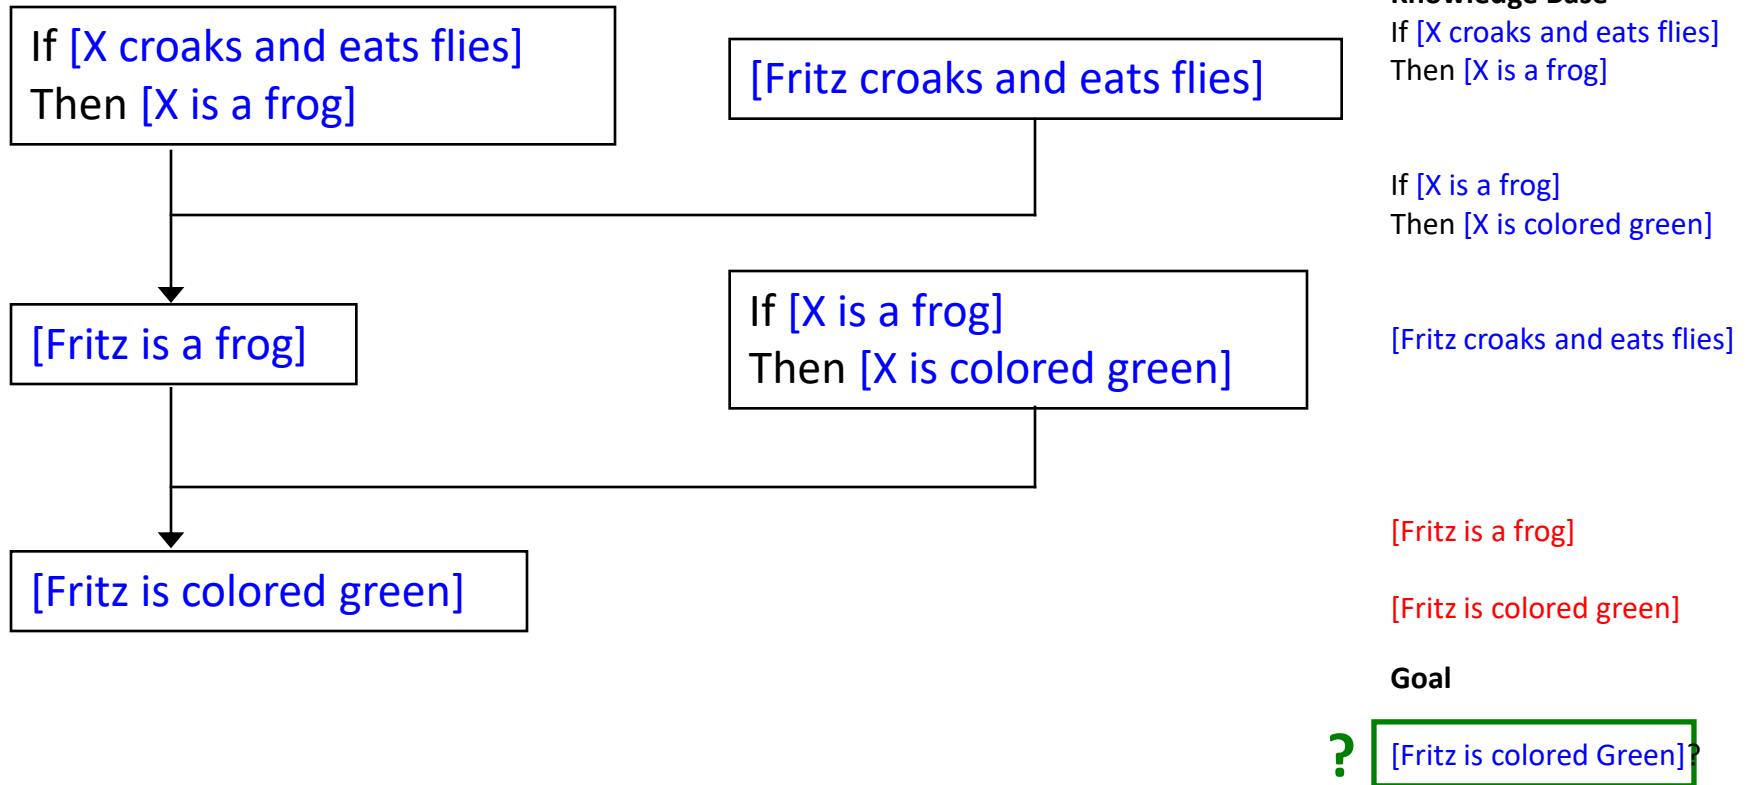 If [X croaks and eats flies]
Then [X is a frog]
[Fritz croaks and eats flies]
[Fritz is a frog]
If [X is a frog]
Then [X is colored green]
[Fritz is colored green]
Knowledge Base
If [X croaks and eats flies]
Then [X is a frog]
If [X is a frog]
Then [X is colored green]
[Fritz croaks and eats flies]
[Fritz is a frog]
[Fritz is colored green]
Goal
? [Fritz is colored Green]?